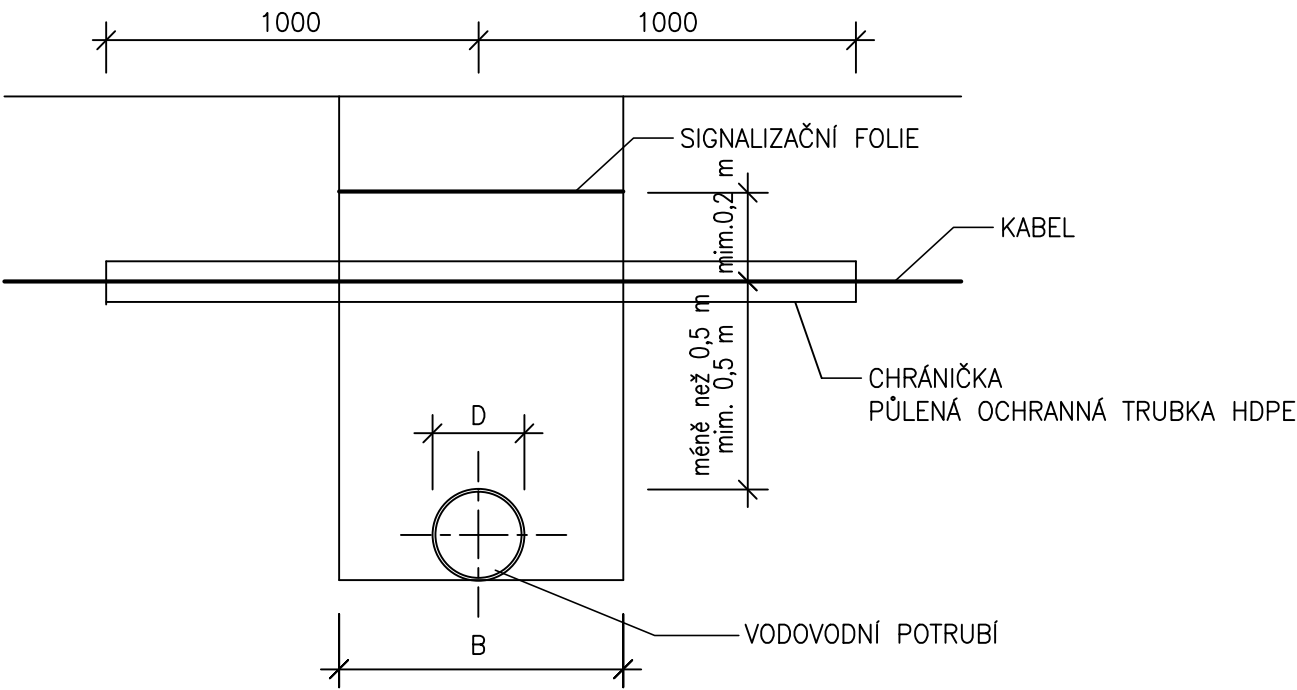 1000
1000
SIGNALIZAČNÍ FOLIE
mim.0,2 m
KABEL
méně než 0,5 m
mim. 0,5 m
CHRÁNIČKA
PŮLENÁ OCHRANNÁ TRUBKA HDPE
D
VODOVODNÍ POTRUBÍ
B